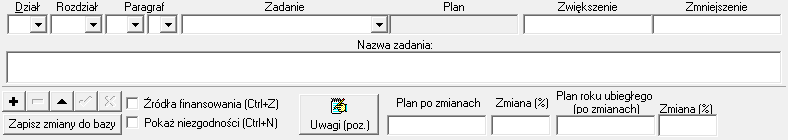 Dział Rozdział Paragraf Zadanie Plan Zwiększenie Zmniejszenie
Nazwa zadania:
Źródła finansowania (Ctrl+Z)
Zapisz zmiany do bazy
Pokaż niezgodności (Ctrl+N)
Uwagi (poz.)
Plan po zmianach
Zmiana (%)
Plan roku ubiegłego
(po zmianach)
Zmiana (%)